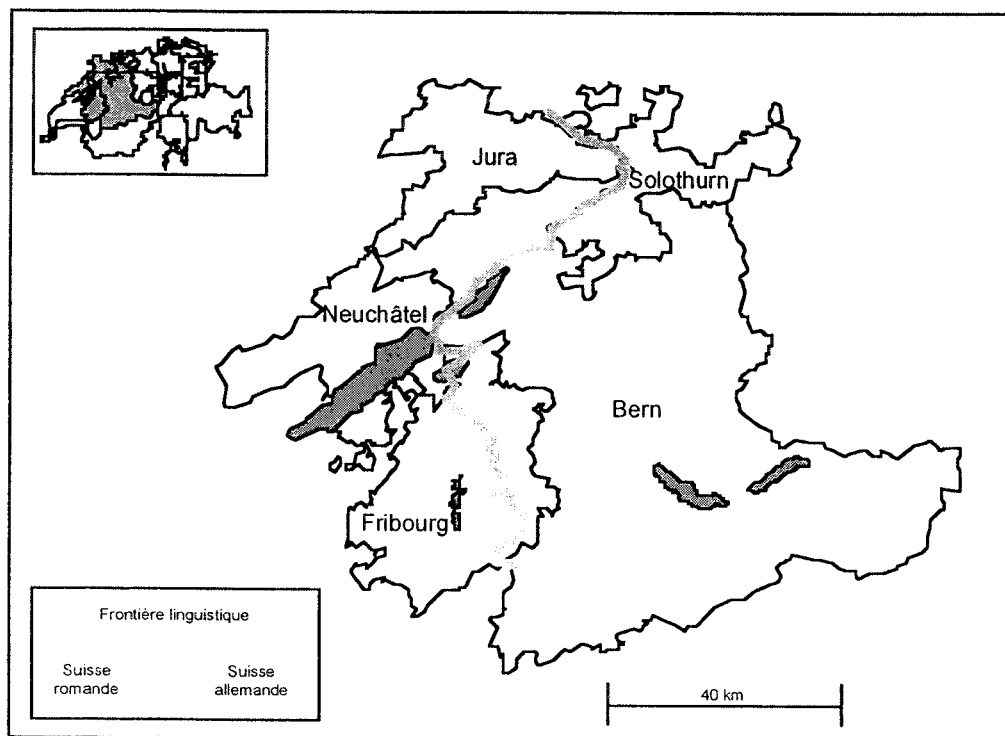 Jura
Solothurn
Neuchâtel
Bern
Fribourg
Frontière linguistique
Suisse
romande
Suisse
allemande
40 km